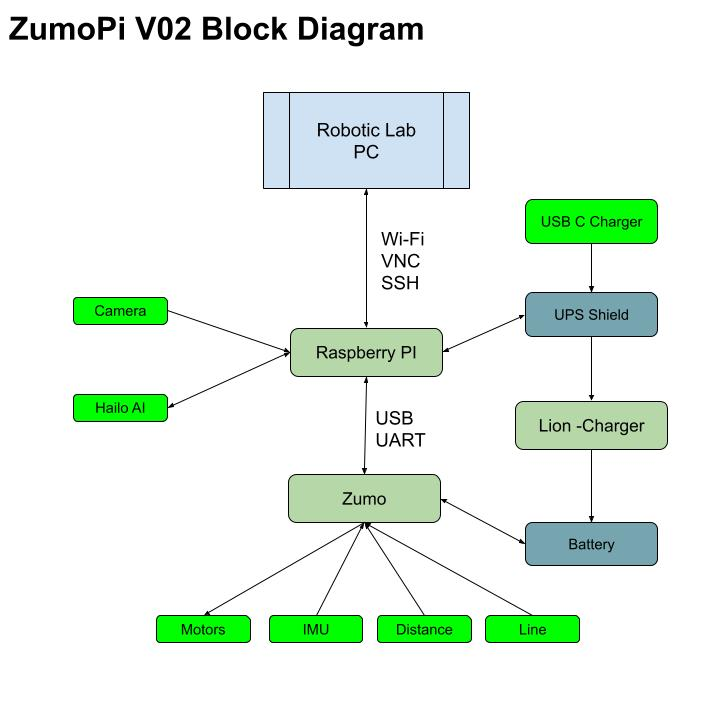 ZumoPi V02 Block Diagram
Robotic Lab
PC
USB C Charger
Wi-Fi
VNC
SSH
Camera
UPS Shield
Raspberry PI
Hailo AI
USB
UART
Lion -Charger
Zumo
Battery
Motors
IMU
Distance
Line